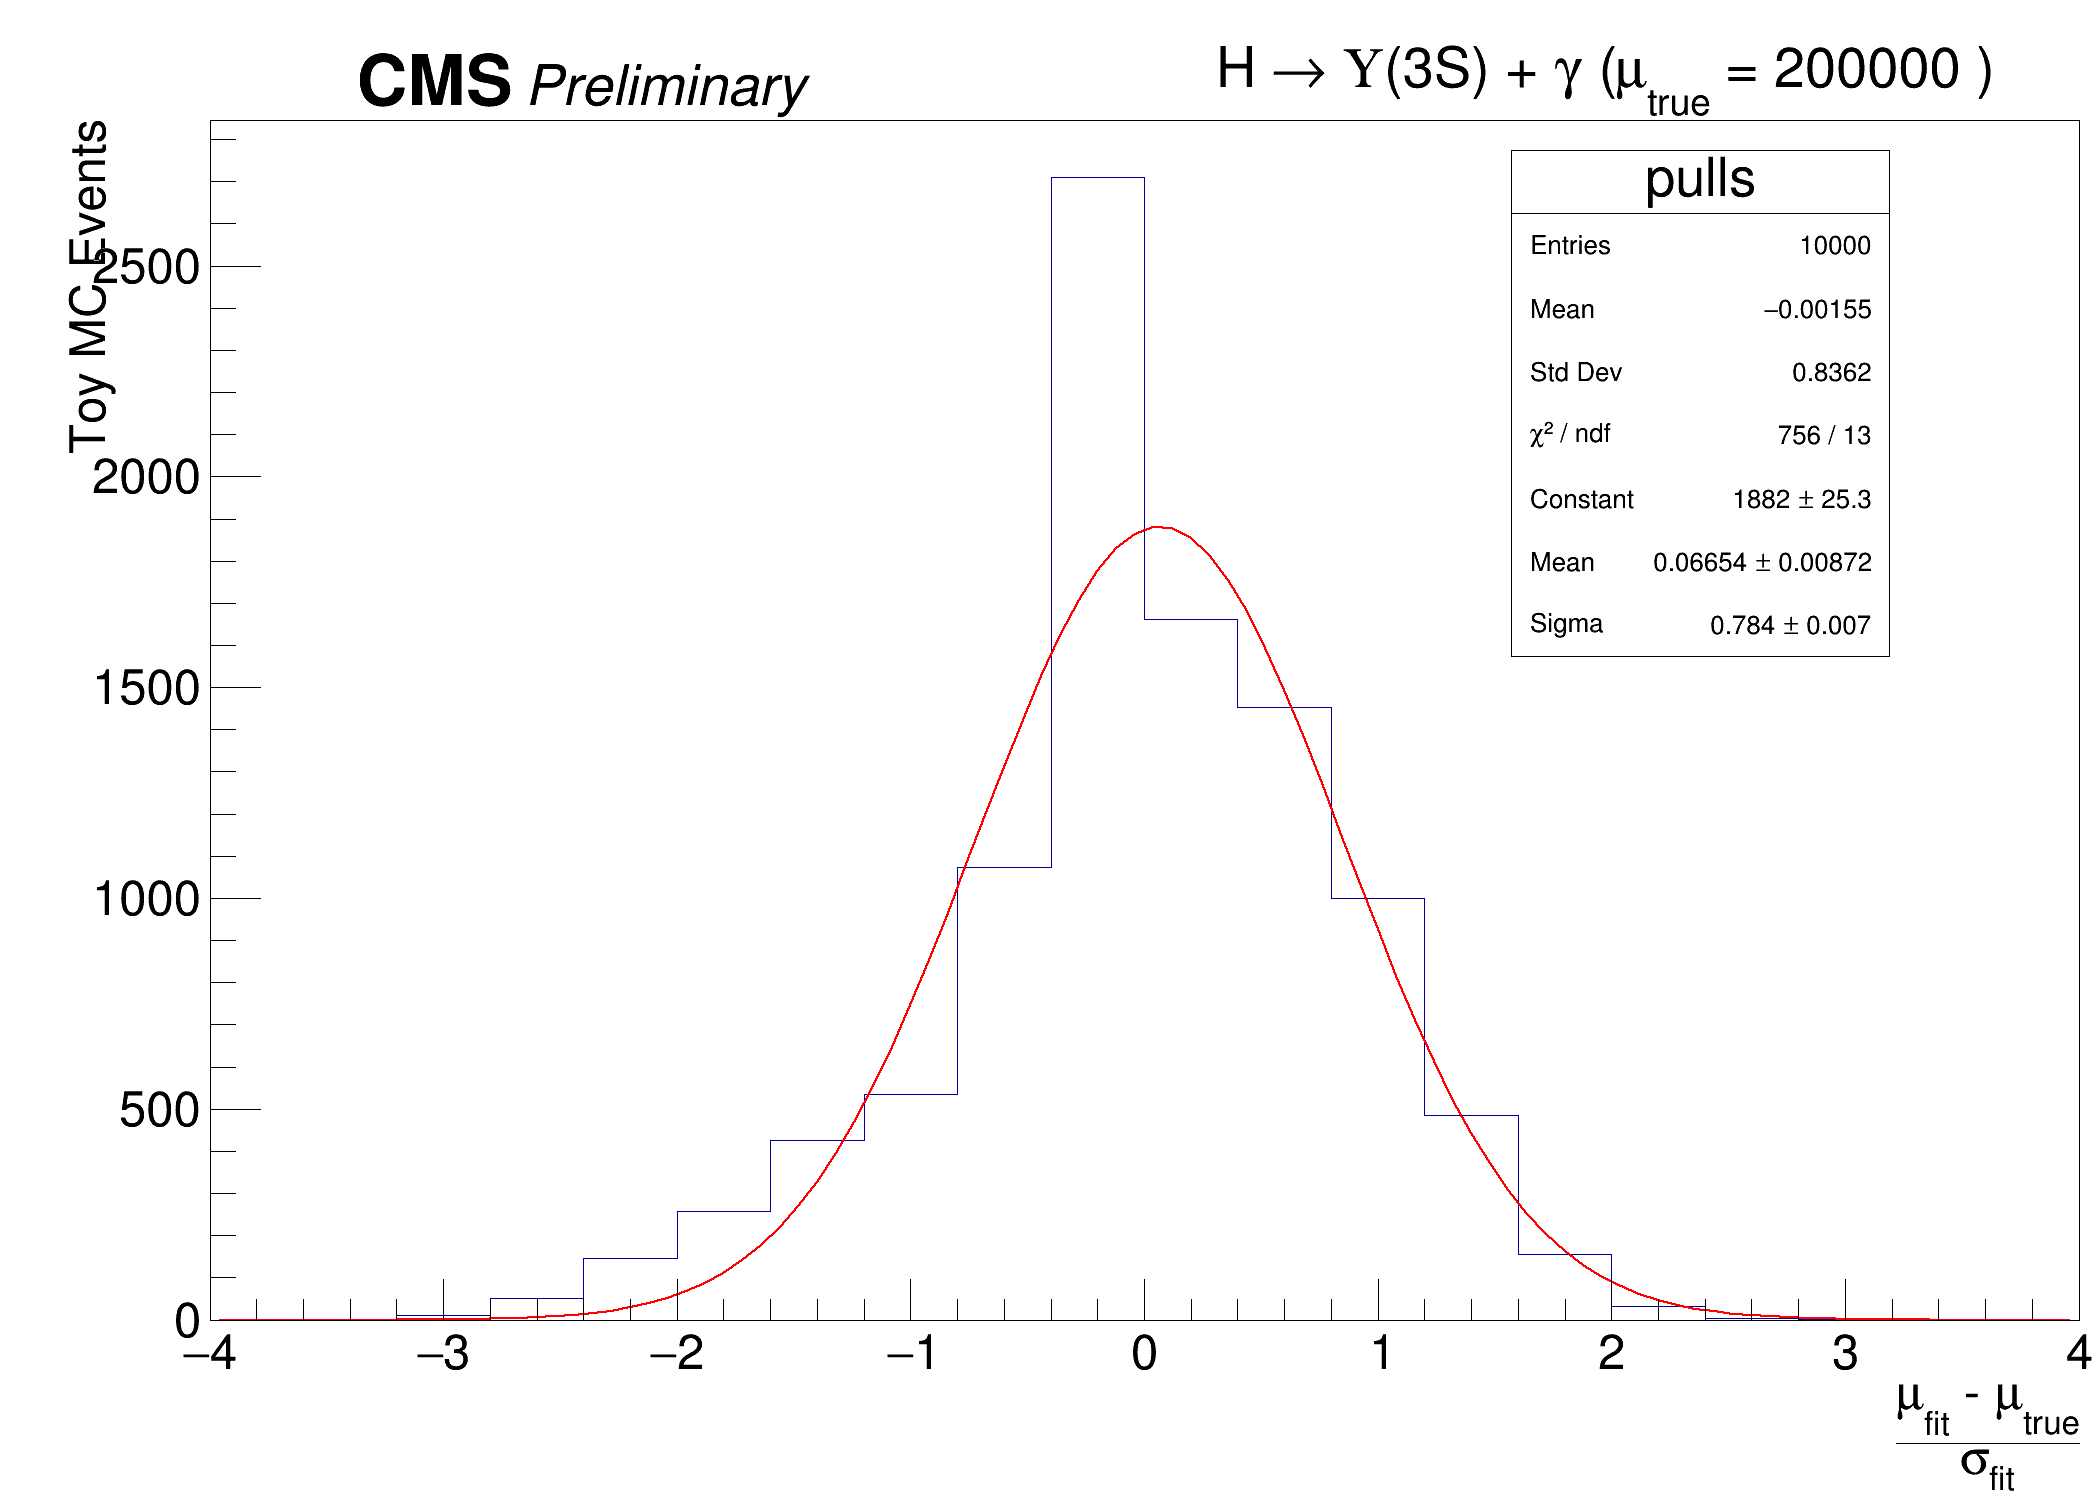 CMS Preliminary
H → ϒ(3S) + γ (μtrue = 200000 )
Toy MC Events
pulls
Entries 10000
Mean −0.00155
Std Dev 0.8362
χ² / ndf 756 / 13
Constant 1882 ± 25.3
Mean 0.06654 ± 0.00872
Sigma 0.784 ± 0.007
2500
2000
1500
1000
500
0
−4 −3 −2 −1 0 1 2 3 4
μfit - μtrue
σfit